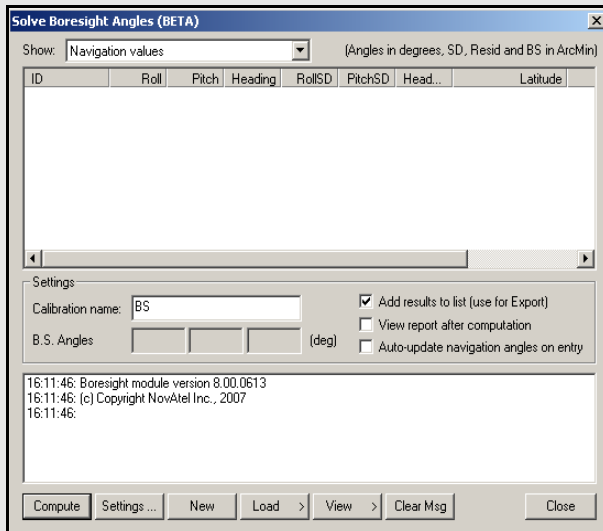 Solve Boresight Angles (BETA)
Show: Navigation values (Angles in degrees, SD, Resid and BS in ArcMin)
ID Roll Pitch Heading RollSD PitchSD Head... Latitude
Settings
Calibration name: BS
Add results to list (use for Export)
View report after computation
B.S. Angles (deg)
Auto-update navigation angles on entry
16:11:46: Boresight module version 8.00.0613
16:11:46: (c) Copyright NovAtel Inc., 2007
16:11:46:
Compute Settings ... New Load > View > Clear Msg Close